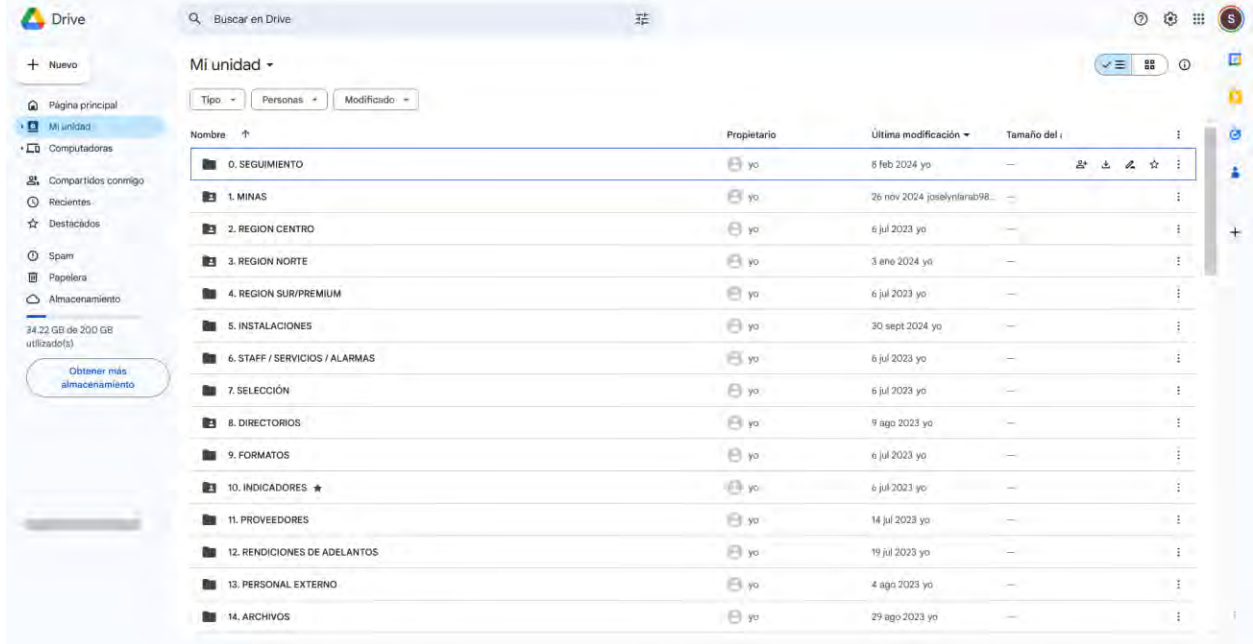 Drive
Buscar en Drive
S
Nuevo
Mi unidad
Tipo Personas Modificado
Página principal
Mi unidad
Computadoras
Compartidos conmigo
Recientes
Destacados
Spam
Papelera
Almacenamiento
34.22 GB de 200 GB
utilizado(s)
Obtener más
almacenamiento
Nombre Propietario Última modificación Tamaño del
0. SEGUIMIENTO yo 6 feb 2024 yo —
1. MINAS yo 26 nov 2024 —
2. REGION CENTRO yo 6 jul 2023 yo —
3. REGION NORTE yo 3 ene 2024 yo —
4. REGION SUR/PREMIUM yo 6 jul 2023 yo —
5. INSTALACIONES yo 30 sept 2024 yo —
6. STAFF / SERVICIOS / ALARMAS yo 6 jul 2023 yo —
7. SELECCIÓN yo 6 jul 2023 yo —
8. DIRECTORIOS yo 9 ago 2023 yo —
9. FORMATOS yo 6 jul 2023 yo —
10. INDICADORES yo 6 jul 2023 yo —
11. PROVEEDORES yo 14 jul 2023 yo —
12. RENDICIONES DE ADELANTOS yo 19 jul 2023 yo —
13. PERSONAL EXTERNO yo 4 ago 2023 yo —
14. ARCHIVOS yo 29 ago 2023 yo —